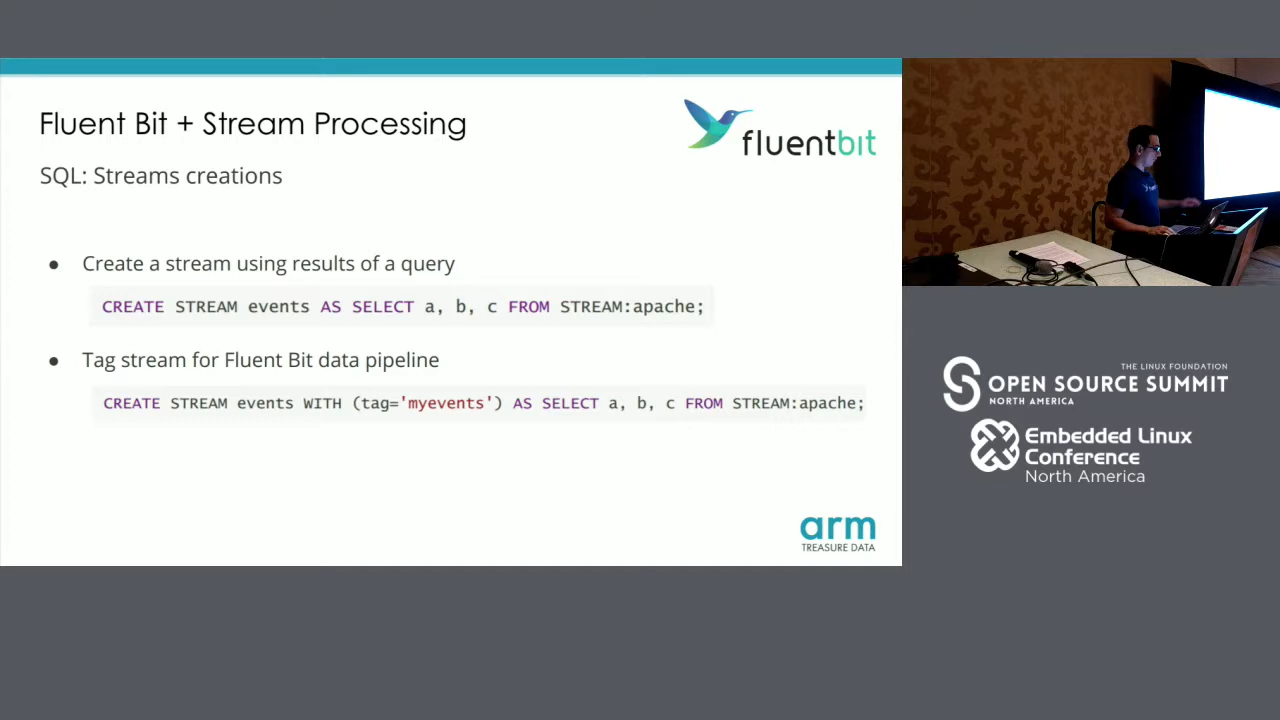 Fluent Bit + Stream Processing
fluentbit
SQL: Streams creations
● Create a stream using results of a query
CREATE STREAM events AS SELECT a, b, c FROM STREAM:apache;
● Tag stream for Fluent Bit data pipeline
CREATE STREAM events WITH (tag='myevents') AS SELECT a, b, c FROM STREAM:apache;
arm
TREASURE DATA
THE LINUX FOUNDATION
OPEN SOURCE SUMMIT
NORTH AMERICA
Embedded Linux
Conference
North America